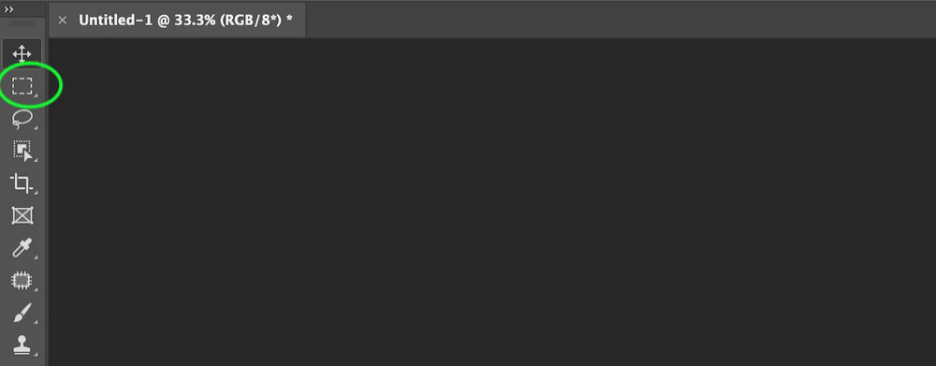 Untitled-1 @ 33.3% (RGB/8*) *